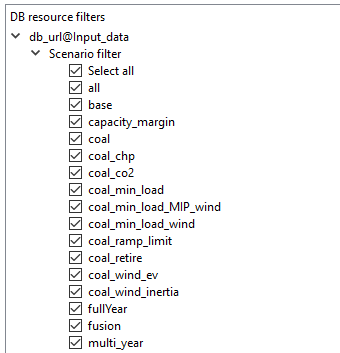 DB resource filters
db_url@Input_data
Scenario filter
Select all
all
base
capacity_margin
coal
coal_chp
coal_co2
coal_min_load
coal_min_load_MIP_wind
coal_min_load_wind
coal_ramp_limit
coal_retire
coal_wind_ev
coal_wind_inertia
fullYear
fusion
multi_year